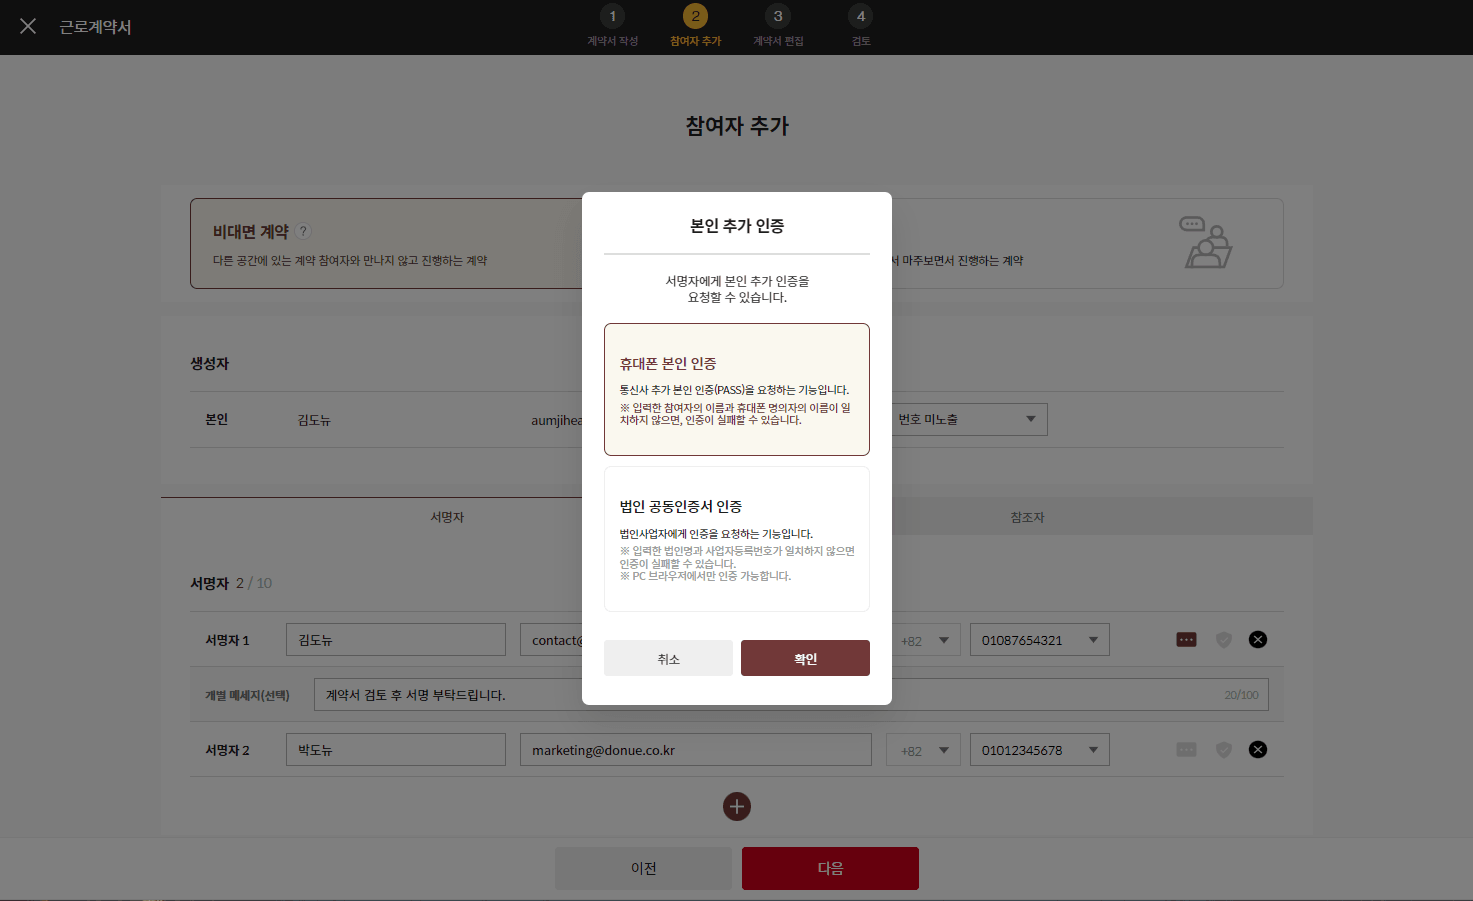 근로계약서
1
계약서 작성
2
참여자 추가
3
계약서 편집
4
검토
참여자 추가
비대면 계약 ?
다른 공간에 있는 계약 참여자와 만나지 않고 진행하는 계약
마주보면서 진행하는 계약
생성자
본인
김도뉴
aumjihea
번호 미노출
서명자
참조자
서명자 2 / 10
서명자 1
김도뉴
contact@
+82
01087654321
개별 메세지(선택)
계약서 검토 후 서명 부탁드립니다.
20/100
서명자 2
박도뉴
marketing@donue.co.kr
+82
01012345678
이전
다음
본인 추가 인증
서명자에게 본인 추가 인증을
요청할 수 있습니다.
휴대폰 본인 인증
통신사 추가 본인 인증(PASS)을 요청하는 기능입니다.
※ 입력한 참여자의 이름과 휴대폰 명의자의 이름이 일
치하지 않으면, 인증이 실패할 수 있습니다.
법인 공동인증서 인증
법인사업자에게 인증을 요청하는 기능입니다.
※ 입력한 법인명과 사업자등록번호가 일치하지 않으면
인증이 실패할 수 있습니다.
※ PC 브라우저에서만 인증 가능합니다.
취소
확인